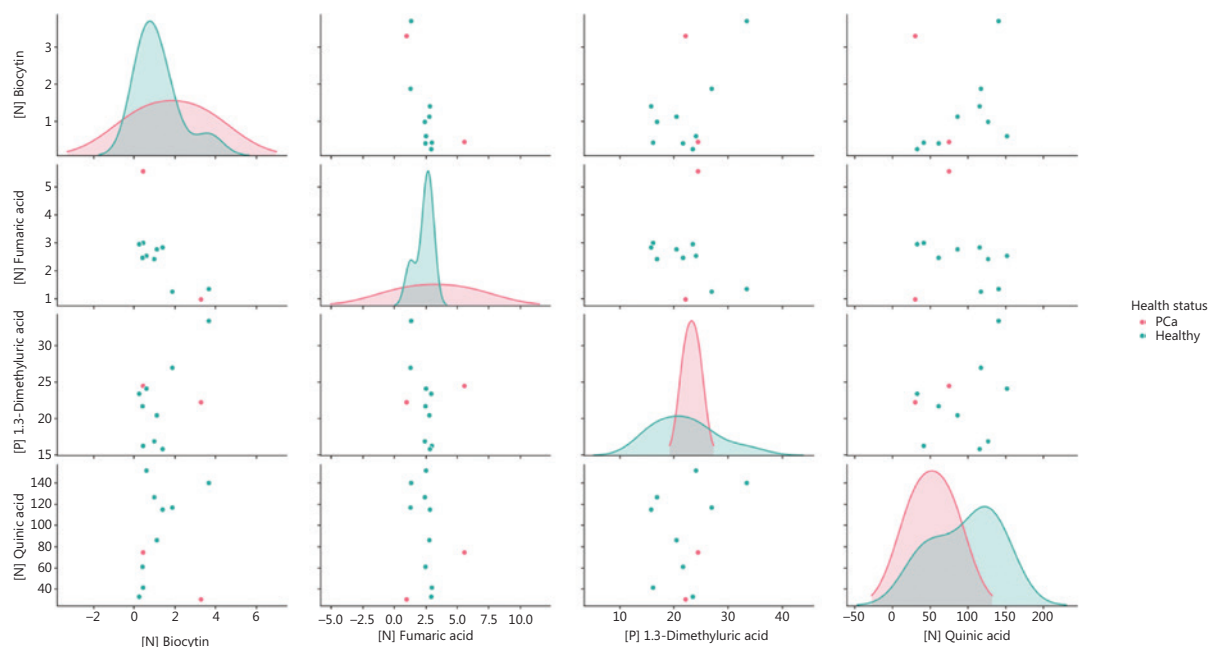 [N] Biocytin
3
2
1
[N] Fumaric acid
5
4
3
2
1
[P] 1.3-Dimethyluric acid
30
25
20
15
[N] Quinic acid
140
120
100
80
60
40
−2 0 2 4 6
[N] Biocytin
−5.0 −2.5 0 2.5 5.0 7.5 10.0
[N] Fumaric acid
10 20 30 40
[P] 1.3-Dimethyluric acid
−50 0 50 100 150 200
[N] Quinic acid
Health status
PCa
Healthy